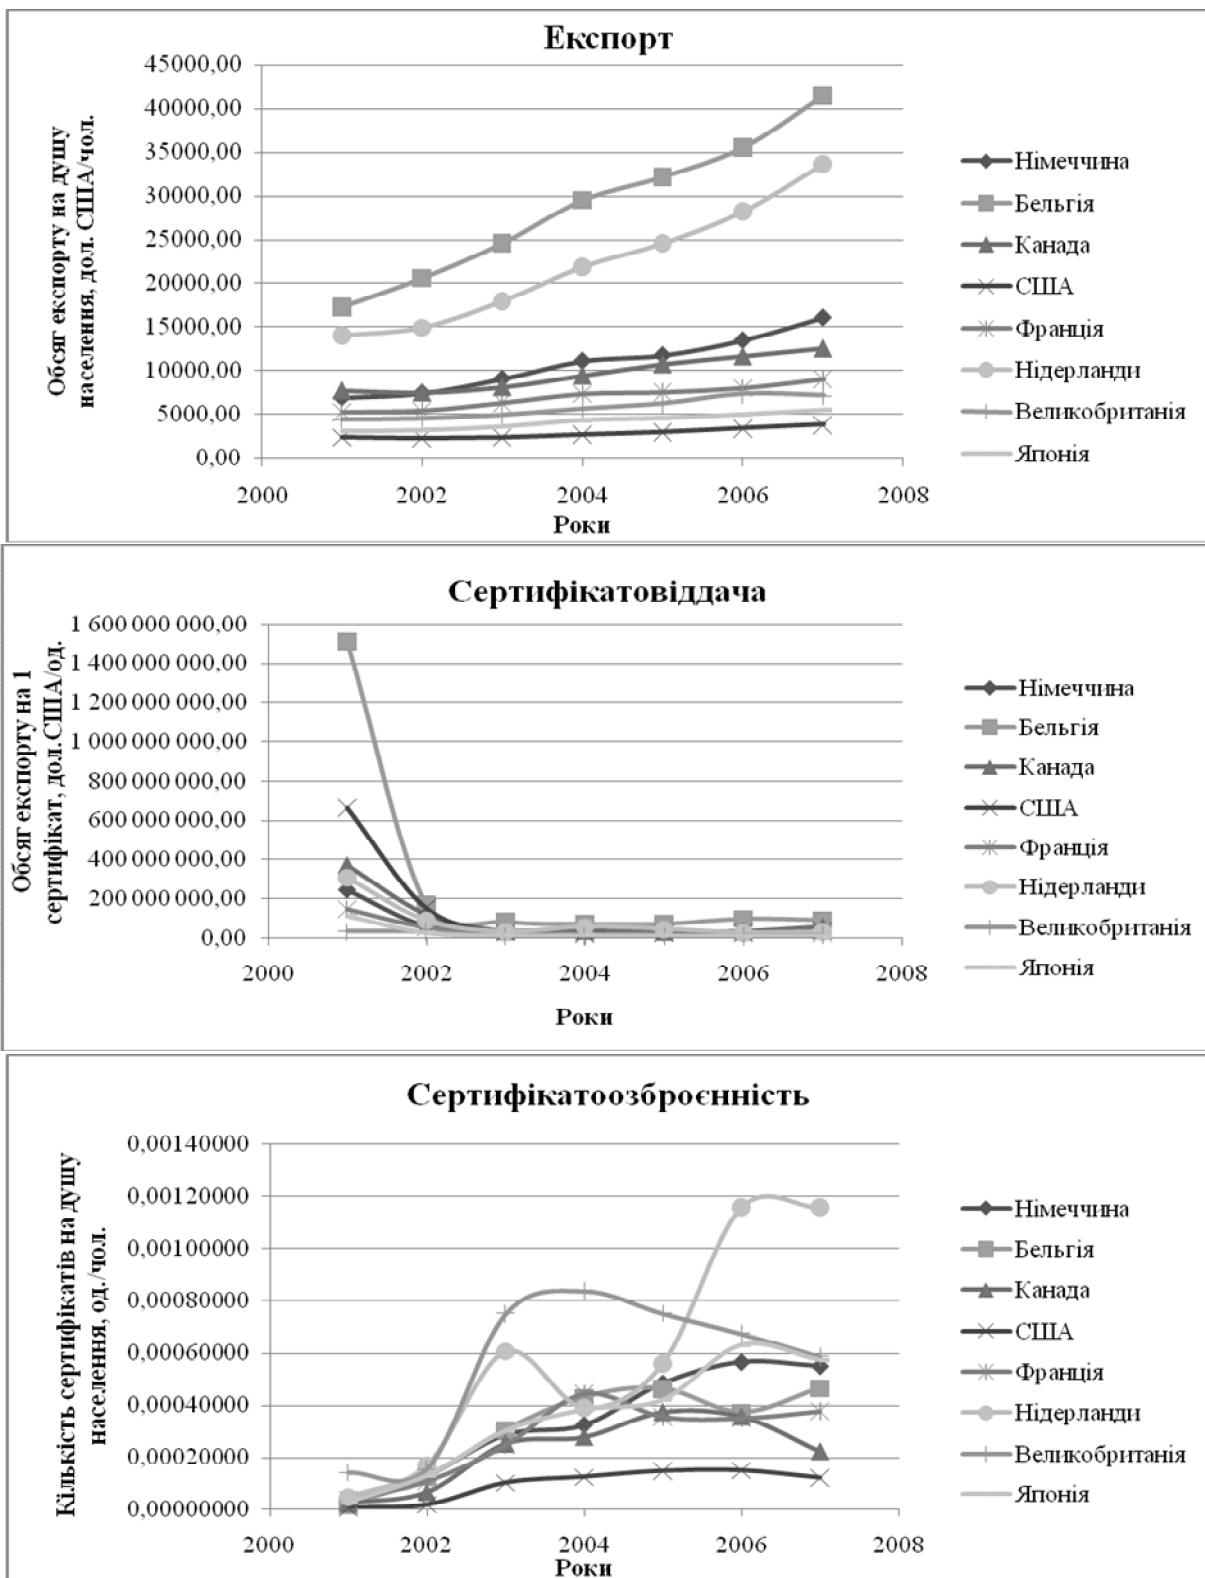 Експорт
Обсяг експорту на душу
населення, дол. США/чол.
45000,00
40000,00
35000,00
30000,00
25000,00
20000,00
15000,00
10000,00
5000,00
0,00
2000 2002 2004 2006 2008
Роки
Німеччина
Бельгія
Канада
США
Франція
Нідерланди
Великобританія
Японія
Сертифікатовіддача
Обсяг експорту на 1
сертифікат, дол.США/од.
1 600 000 000,00
1 400 000 000,00
1 200 000 000,00
1 000 000 000,00
800 000 000,00
600 000 000,00
400 000 000,00
200 000 000,00
0,00
2000 2002 2004 2006 2008
Роки
Німеччина
Бельгія
Канада
США
Франція
Нідерланди
Великобританія
Японія
Сертифікатоозброєнність
Кількість сертифікатів на душу
населення, од./чол.
0,00140000
0,00120000
0,00100000
0,00080000
0,00060000
0,00040000
0,00020000
0,00000000
2000 2002 2004 2006 2008
Роки
Німеччина
Бельгія
Канада
США
Франція
Нідерланди
Великобританія
Японія